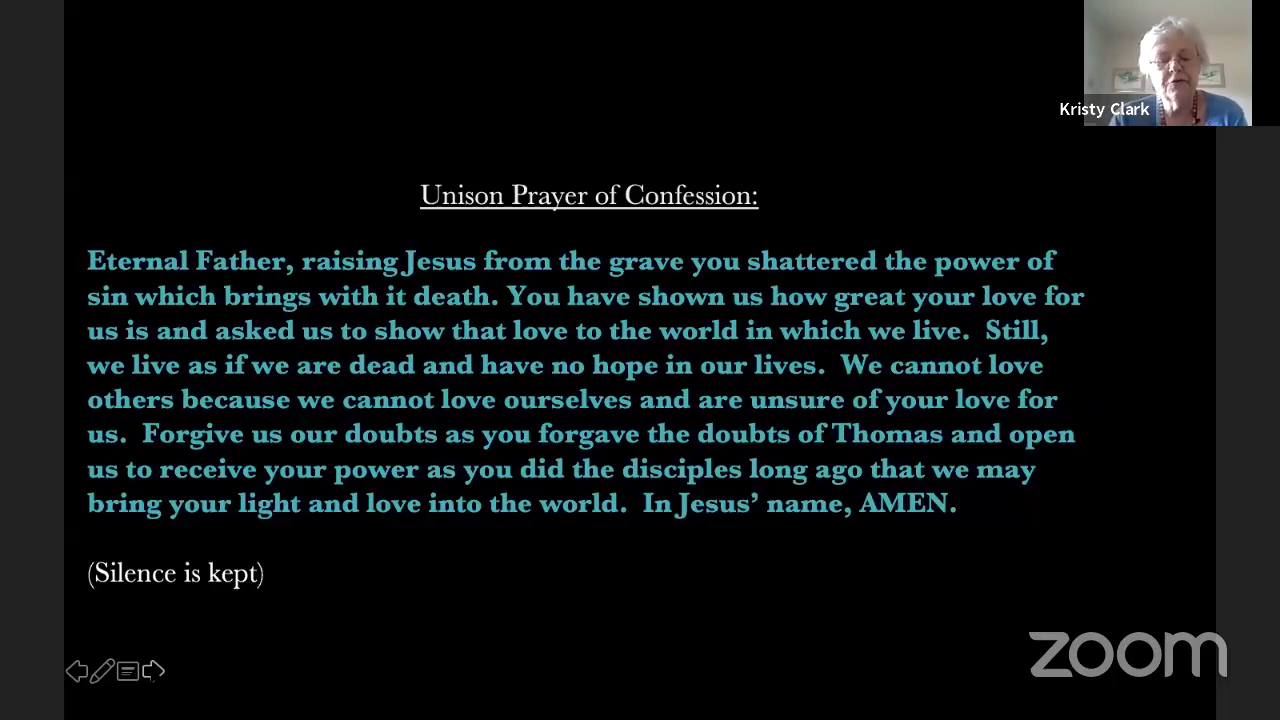 Kristy Clark
Unison Prayer of Confession:
Eternal Father, raising Jesus from the grave you shattered the power of
sin which brings with it death. You have shown us how great your love for
us is and asked us to show that love to the world in which we live.  Still,
we live as if we are dead and have no hope in our lives.  We cannot love
others because we cannot love ourselves and are unsure of your love for
us.  Forgive us our doubts as you forgave the doubts of Thomas and open
us to receive your power as you did the disciples long ago that we may
bring your light and love into the world.  In Jesus’ name, AMEN.
(Silence is kept)
zoom